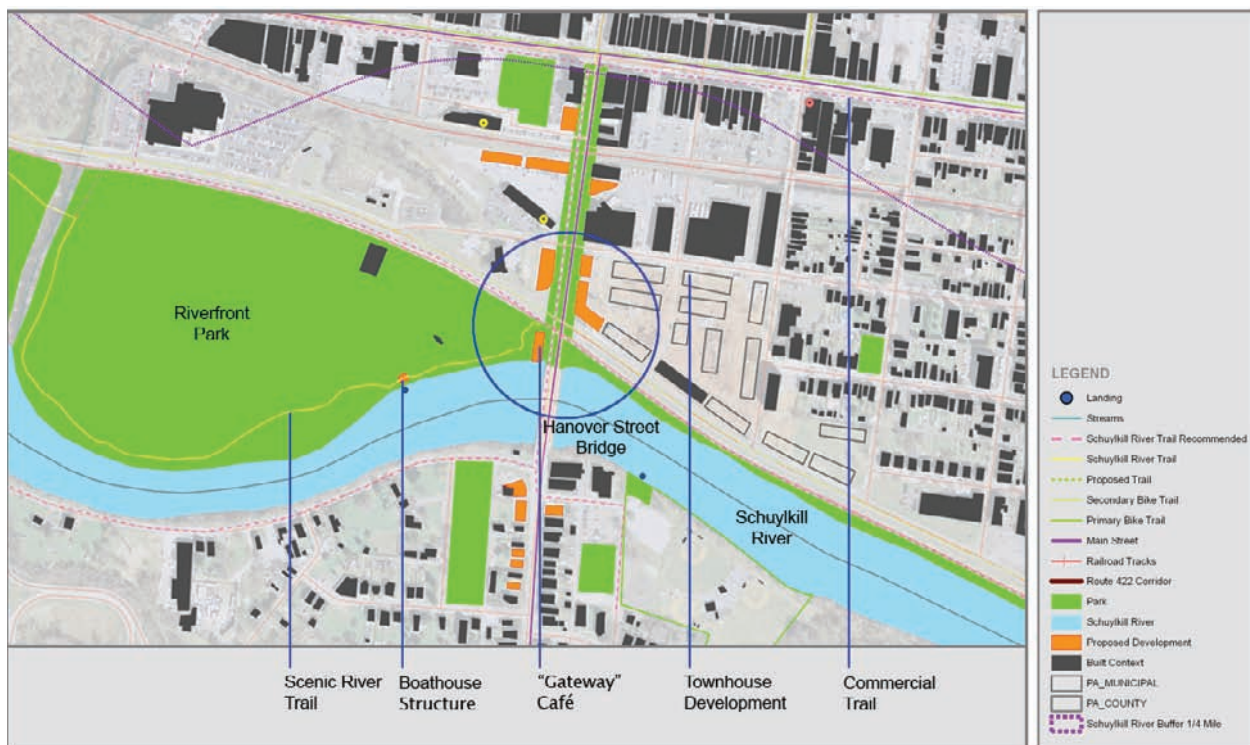 Riverfront
Park
Hanover Street
Bridge
Schuylkill
River
Scenic River
Trail
Boathouse
Structure
“Gateway”
Café
Townhouse
Development
Commercial
Trail
LEGEND
Landing
Streams
Schuylkill River Trail Recommended
Schuylkill River Trail
Proposed Trail
Secondary Bike Trail
Primary Bike Trail
Main Street
Railroad Tracks
Route 422 Corridor
Park
Schuylkill River
Proposed Development
Built Context
PA_MUNICIPAL
PA_COUNTY
Schuylkill River Buffer 1/4 Mile